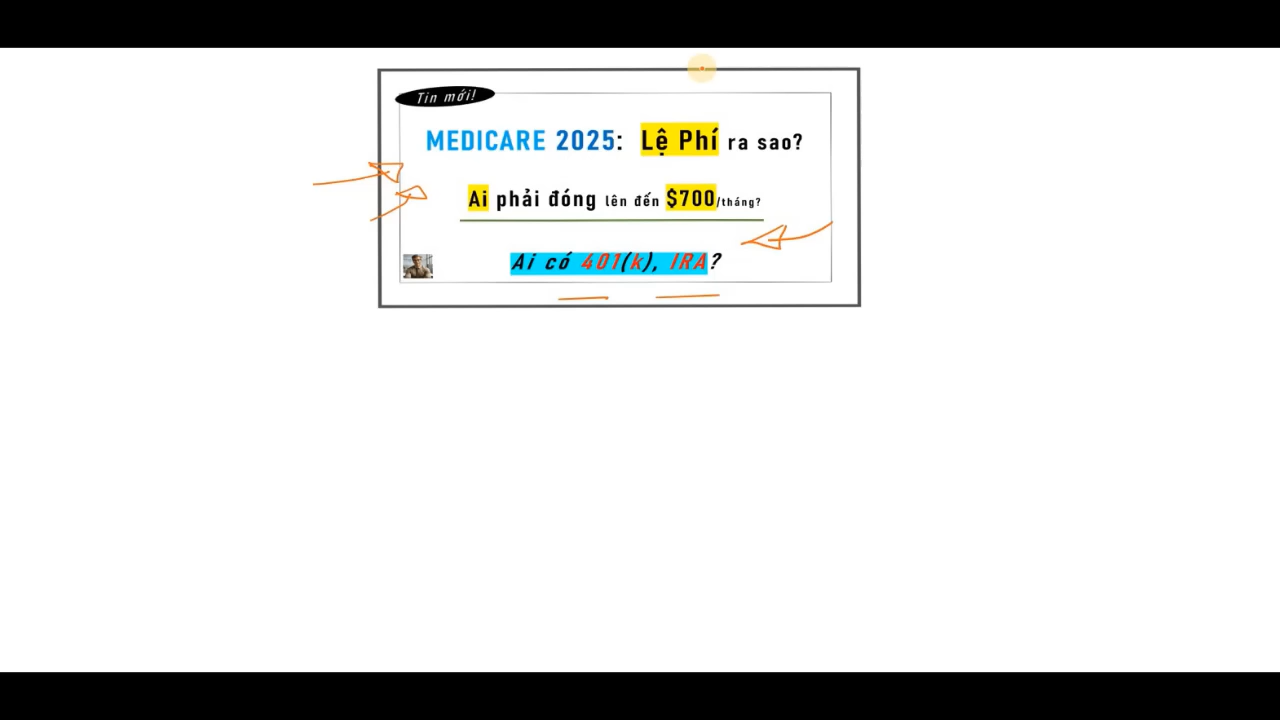 Tin mới!
MEDICARE 2025: Lệ Phí ra sao?
Ai phải đóng lên đến $700/tháng?
Ai có 401(k), IRA?